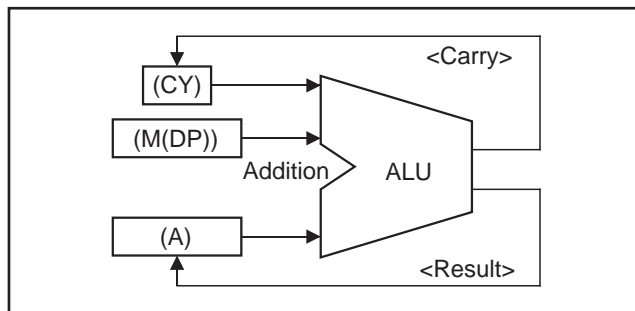 <Carry>
(CY)
(M(DP))
Addition
ALU
(A)
<Result>